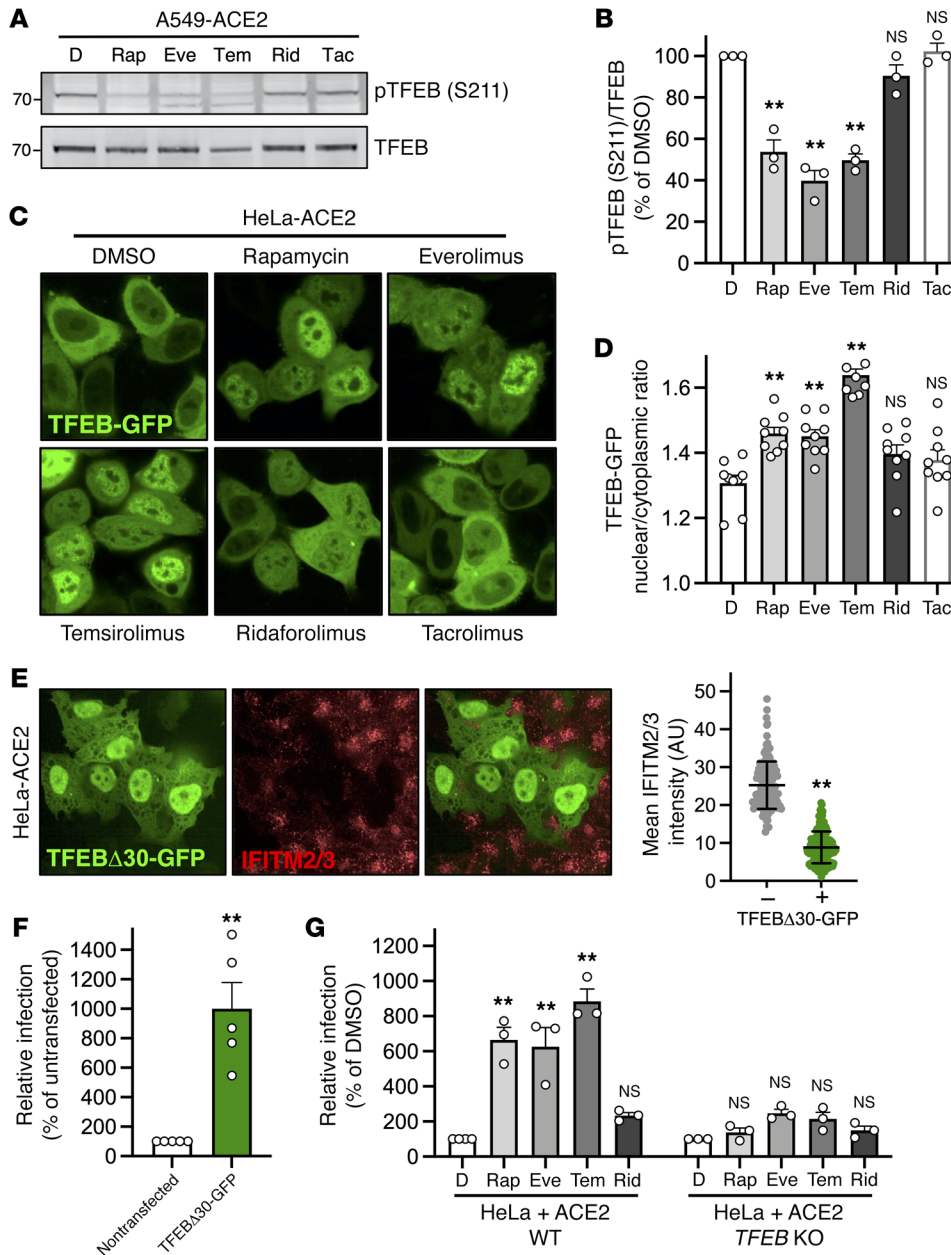 A
A549-ACE2
D Rap Eve Tem Rid Tac
70
pTFEB (S211)
70
TFEB
B
pTFEB (S211)/TFEB
(% of DMSO)
100
80
60
40
20
0
** ** ** NS NS
D Rap Eve Tem Rid Tac
C
HeLa-ACE2
DMSO Rapamycin Everolimus
TFEB-GFP
Temsirolimus Ridaforolimus Tacrolimus
D
TFEB-GFP
nuclear/cytoplasmic ratio
1.6
1.4
1.2
1.0
** ** ** NS NS
D Rap Eve Tem Rid Tac
E
HeLa-ACE2
TFEBΔ30-GFP
IFITM2/3
Mean IFITM2/3
intensity (AU)
50
40
30
20
10
0
**
– +
TFEBΔ30-GFP
F
Relative infection
(% of untransfected)
1400
1200
1000
800
600
400
200
100
0
**
Nontransfected
TFEBΔ30-GFP
G
Relative infection
(% of DMSO)
1200
1000
800
600
400
200
100
0
** ** ** NS
NS NS NS NS
D Rap Eve Tem Rid
D Rap Eve Tem Rid
HeLa + ACE2
WT
HeLa + ACE2
TFEB KO